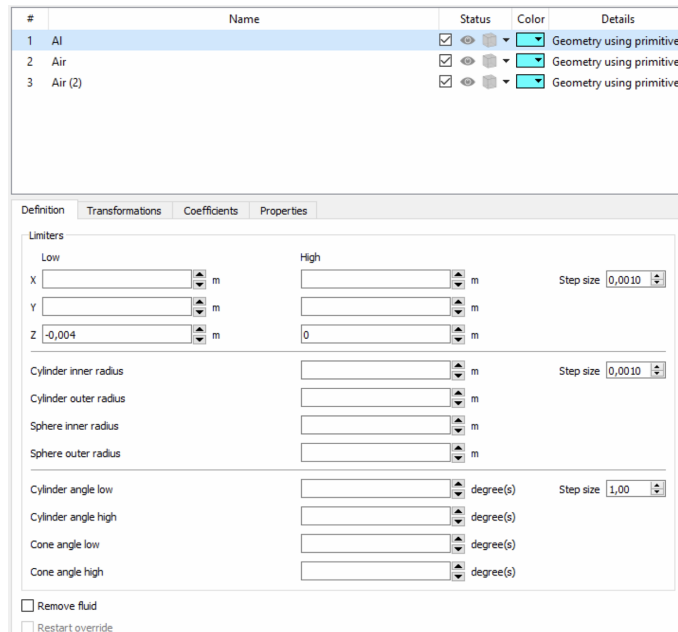 # Name Status Color Details
1 Al Geometry using primitive
2 Air Geometry using primitive
3 Air (2) Geometry using primitive
Definition Transformations Coefficients Properties
Limiters
Low High
X m m Step size 0,0010
Y m m
Z -0,004 m 0 m
Cylinder inner radius m Step size 0,0010
Cylinder outer radius m
Sphere inner radius m
Sphere outer radius m
Cylinder angle low degree(s) Step size 1,00
Cylinder angle high degree(s)
Cone angle low degree(s)
Cone angle high degree(s)
Remove fluid
Restart override